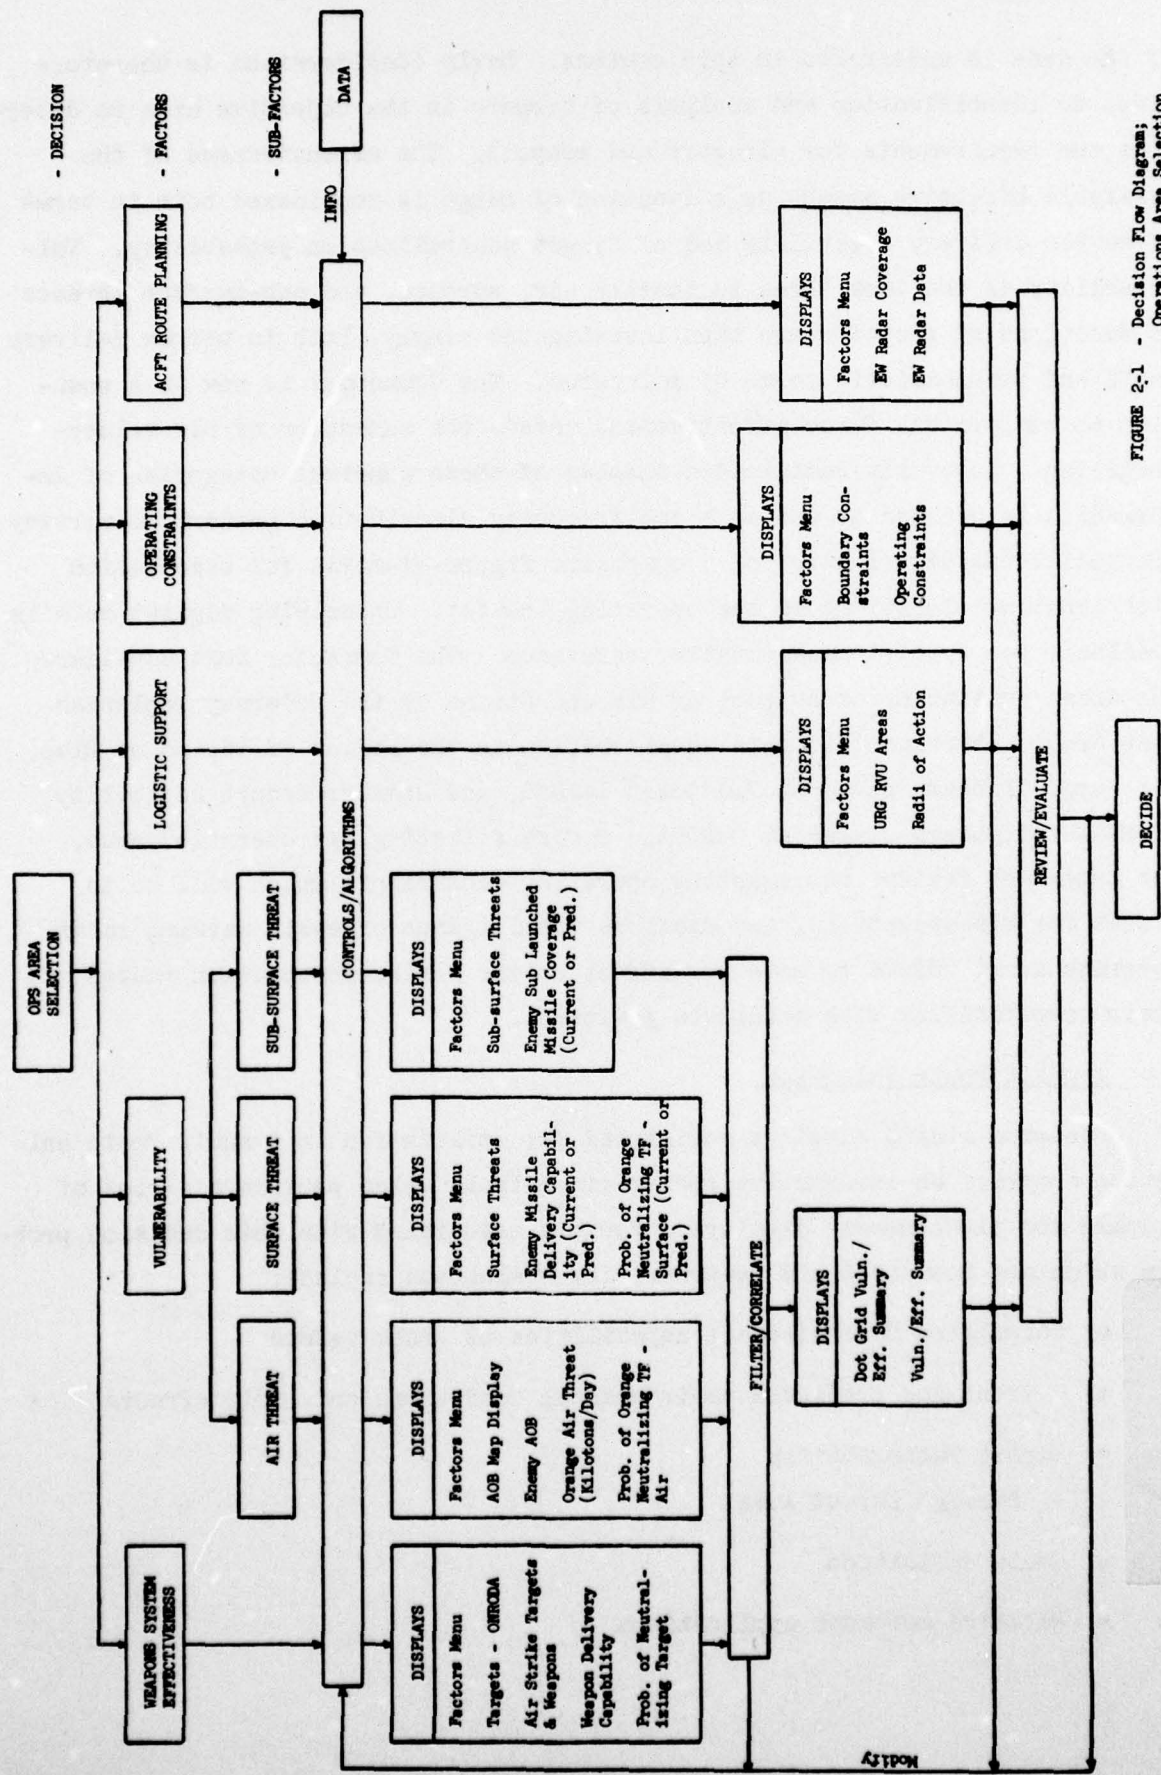 OPS AREA
SELECTION
- DECISION
WEAPONS SYSTEM
EFFECTIVENESS
VULNERABILITY
LOGISTIC SUPPORT
OPERATING
CONSTRAINTS
ACFT ROUTE PLANNING
- FACTORS
AIR THREAT
SURFACE THREAT
SUB-SURFACE THREAT
- SUB-FACTORS
CONTROLS/ALGORITHMS
INFO
DATA
DISPLAYS
Factors Menu
Targets - ONRODA
Air Strike Targets
& Weapons
Weapon Delivery
Capability
Prob. of Neutral-
izing Target
DISPLAYS
Factors Menu
AOB Map Display
Enemy AOB
Orange Air Threat
(Kilotons/Day)
Prob. of Orange
Neutralizing TF -
Air
DISPLAYS
Factors Menu
Surface Threats
Enemy Missile
Delivery Capabil-
ity (Current or
Pred.)
Prob. of Orange
Neutralizing TF -
Surface (Current or
Pred.)
DISPLAYS
Factors Menu
Sub-surface Threats
Enemy Sub Launched
Missile Coverage
(Current or Pred.)
FILTER/CORRELATE
DISPLAYS
Dot Grid Vuln./
Eff. Summary
Vuln./Eff. Summary
DISPLAYS
Factors Menu
URG RVU Areas
Radii of Action
DISPLAYS
Factors Menu
Boundary Con-
straints
Operating
Constraints
DISPLAYS
Factors Menu
EW Radar Coverage
EW Radar Data
REVIEW/EVALUATE
Modify
DECIDE
FIGURE 2-1 - Decision Flow Diagram;
Operations Area Selection